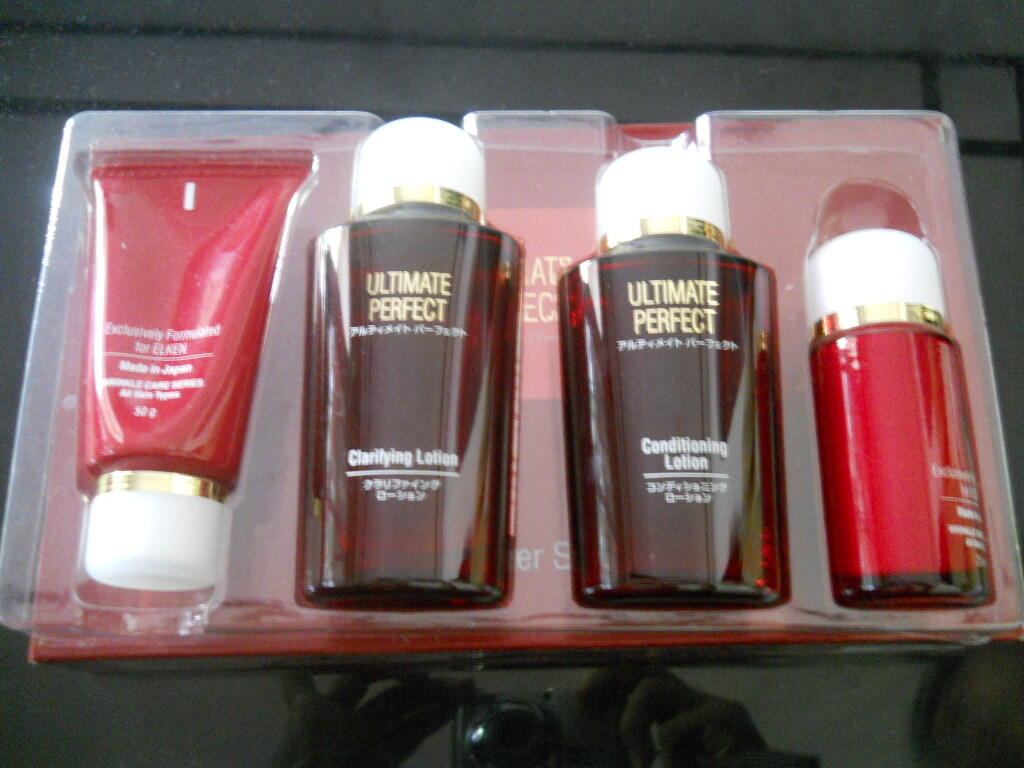 Exclusively Formulated
for ELKEN
Made in Japan
WRINKLE CARE SERIES
All Skin Types
50 g
ULTIMATE
PERFECT
アルティメイト パーフェクト
Clarifying Lotion
クラリファイング
ローション
ULTIMATE
PERFECT
アルティメイト パーフェクト
Conditioning
Lotion
コンディショニング
ローション